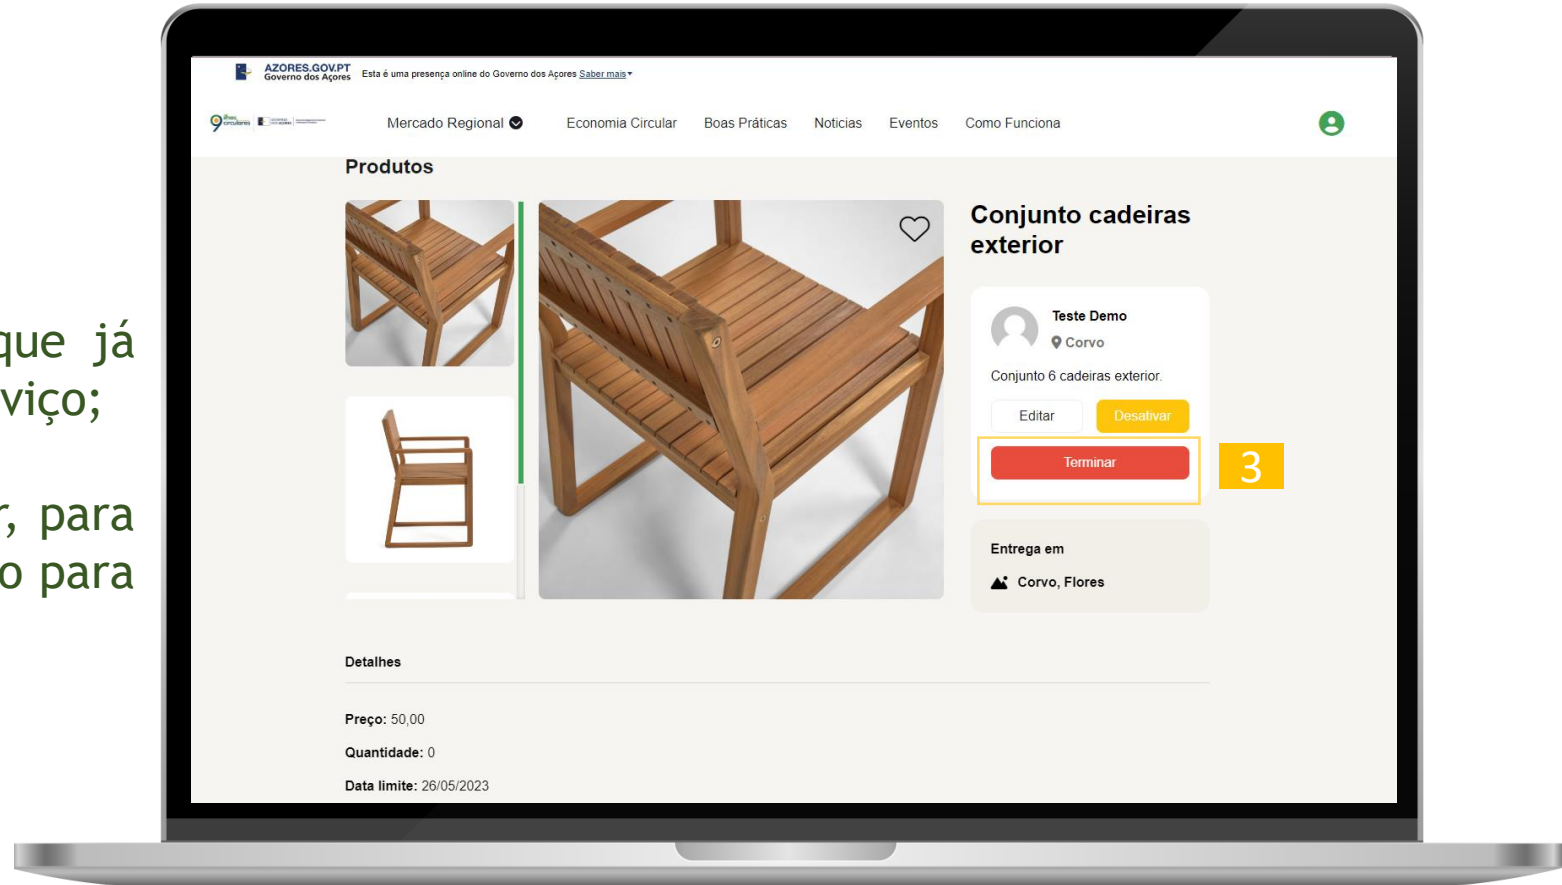 AZORES.GOV.PT
Governo dos Açores
Esta é uma presença online do Governo dos Açores Saber mais
9 ilhas circulares
Mercado Regional Economia Circular Boas Práticas Noticias Eventos Como Funciona
Produtos
Conjunto cadeiras
exterior
Teste Demo
Corvo
Conjunto 6 cadeiras exterior.
Editar Desativar
Terminar
3
Entrega em
Corvo, Flores
Detalhes
Preço: 50,00
Quantidade: 0
Data limite: 26/05/2023
que já
viço;
r, para
o para